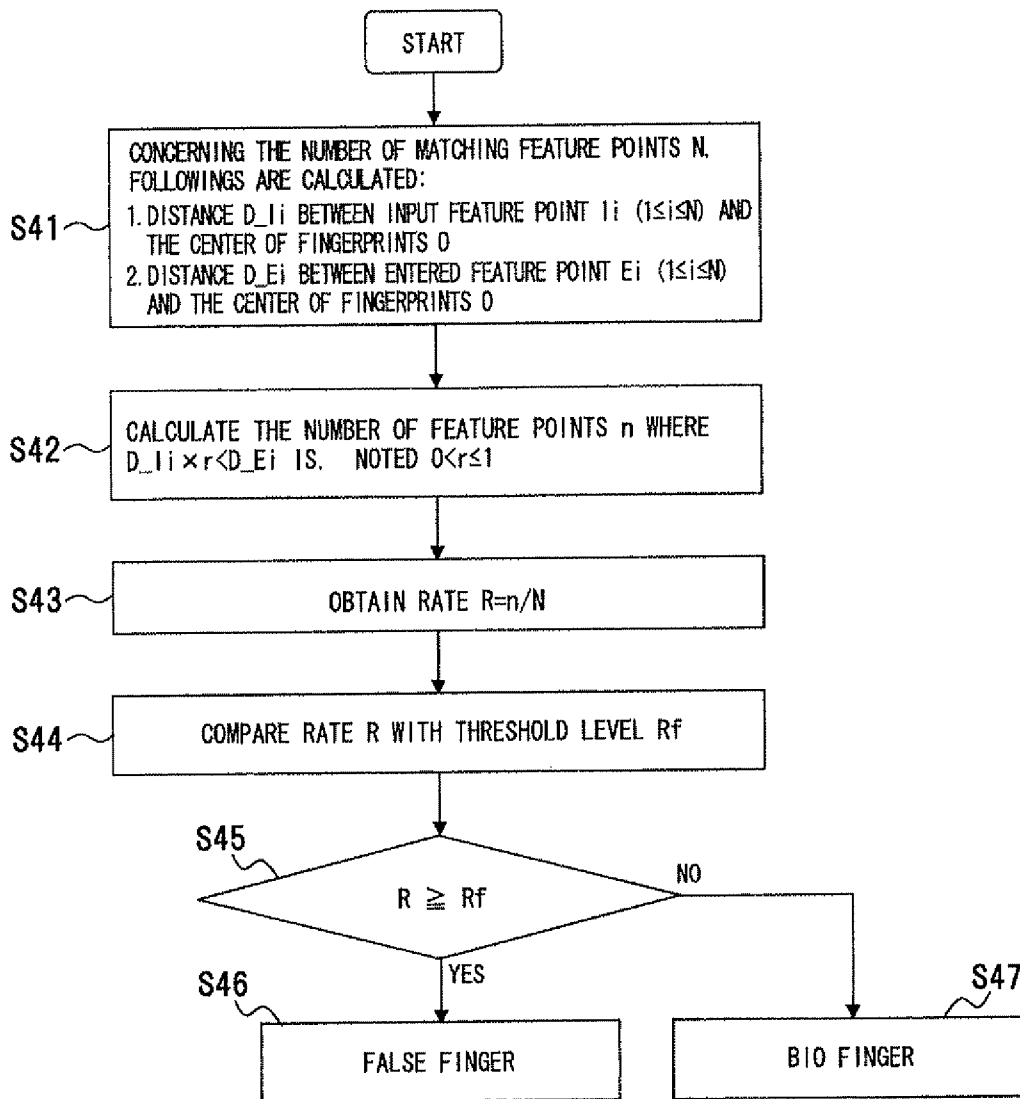 START
S41
CONCERNING THE NUMBER OF MATCHING FEATURE POINTS N.
FOLLOWINGS ARE CALCULATED:
1. DISTANCE D_Ii BETWEEN INPUT FEATURE POINT Ii (1≤i≤N) AND
THE CENTER OF FINGERPRINTS O
2. DISTANCE D_Ei BETWEEN ENTERED FEATURE POINT Ei (1≤i≤N)
AND THE CENTER OF FINGERPRINTS O
S42
CALCULATE THE NUMBER OF FEATURE POINTS n WHERE
D_Ii×r<D_Ei IS. NOTED 0<r≤1
S43
OBTAIN RATE R=n/N
S44
COMPARE RATE R WITH THRESHOLD LEVEL Rf
S45
R ≧ Rf
NO
YES
S46
FALSE FINGER
S47
BIO FINGER